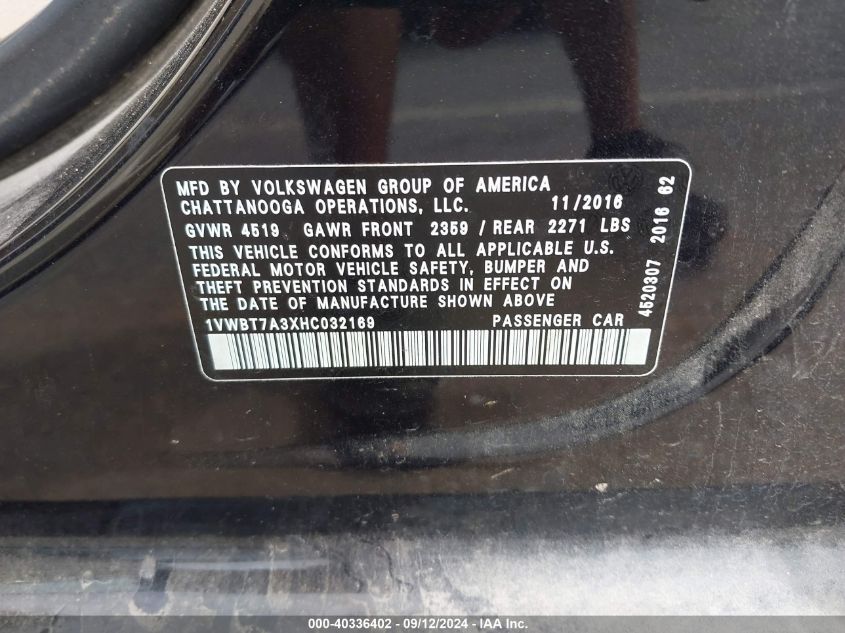 MFD BY VOLKSWAGEN GROUP OF AMERICA
CHATTANOOGA OPERATIONS, LLC. 11/2016
GVWR 4519 GAWR FRONT 2359 / REAR 2271 LBS
THIS VEHICLE CONFORMS TO ALL APPLICABLE U.S.
FEDERAL MOTOR VEHICLE SAFETY, BUMPER AND
THEFT PREVENTION STANDARDS IN EFFECT ON
THE DATE OF MANUFACTURE SHOWN ABOVE
1VWBT7A3XHC032169 PASSENGER CAR
4520307 2016 62
000-40336402 - 09/12/2024 - IAA Inc.